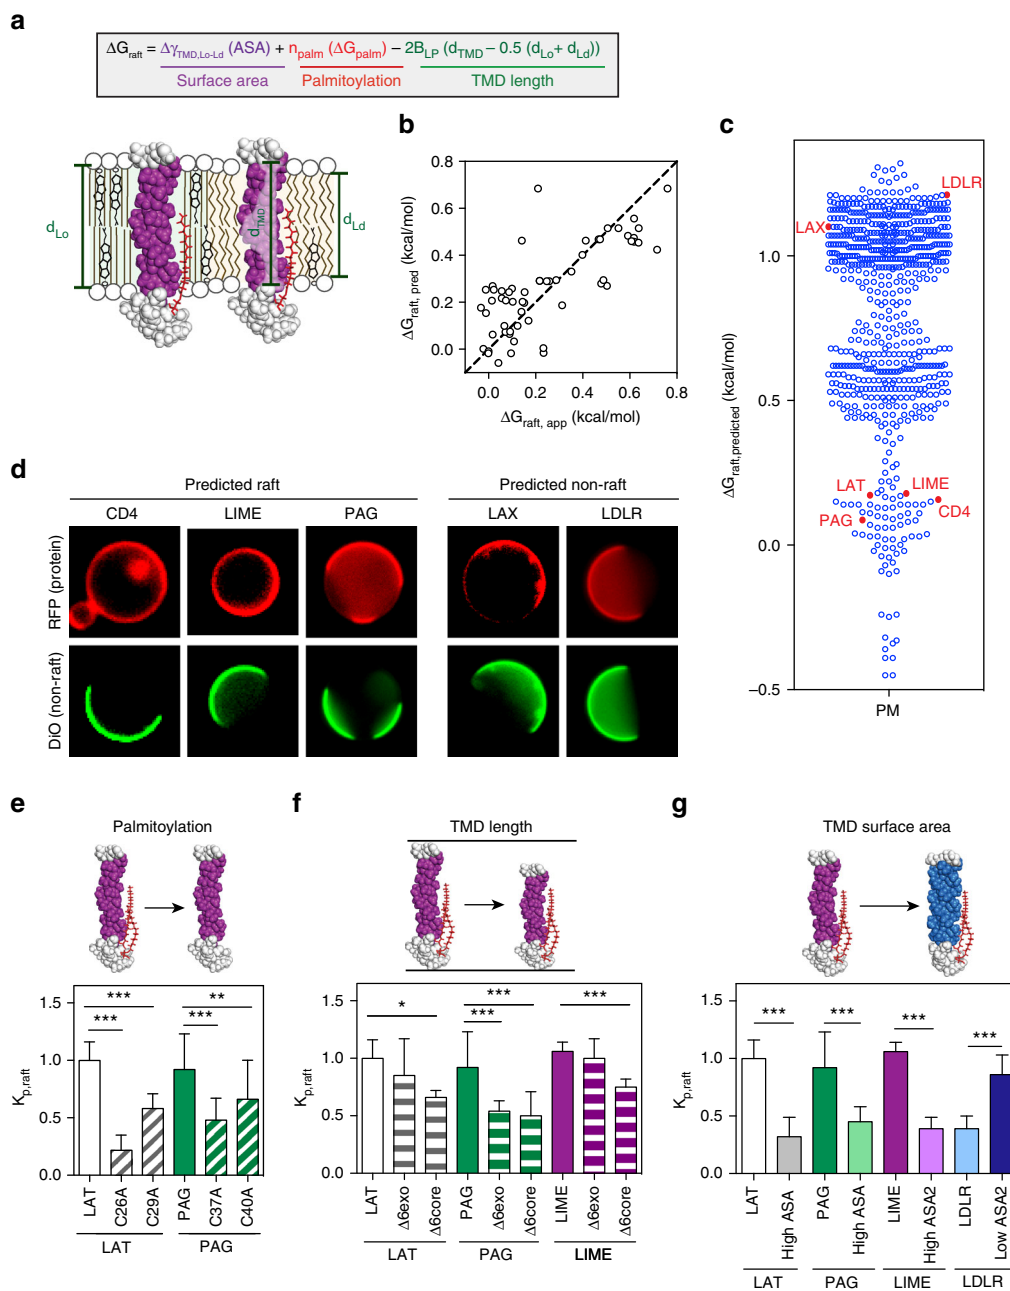 a
ΔG_raft = Δγ_TMD,Lo-Ld (ASA) + n_palm (ΔG_palm) − 2B_LP (d_TMD − 0.5 (d_Lo + d_Ld))
Surface area Palmitoylation TMD length
d_Lo
d_TMD
d_Ld
b
0.8
0.6
0.4
0.2
0.0
ΔG_raft, pred (kcal/mol)
0.0 0.2 0.4 0.6 0.8
ΔG_raft, app (kcal/mol)
c
ΔG_raft,predicted (kcal/mol)
1.0
0.5
0.0
−0.5
LDLR
LAX
LAT
LIME
PAG
CD4
PM
d
Predicted raft Predicted non-raft
CD4 LIME PAG LAX LDLR
RFP (protein)
DiO (non-raft)
e
Palmitoylation
K_p,raft
1.5
1.0
0.5
0.0
*** **
*** ***
LAT C26A C29A PAG C37A C40A
LAT PAG
f
TMD length
1.5
1.0
0.5
0.0
*** ***
* ***
LAT Δ6exo Δ6core PAG Δ6exo Δ6core LIME Δ6exo Δ6core
LAT PAG LIME
g
TMD surface area
K_p,raft
1.5
1.0
0.5
0.0
*** *** *** ***
LAT High ASA PAG High ASA LIME High ASA2 LDLR Low ASA2
LAT PAG LIME LDLR